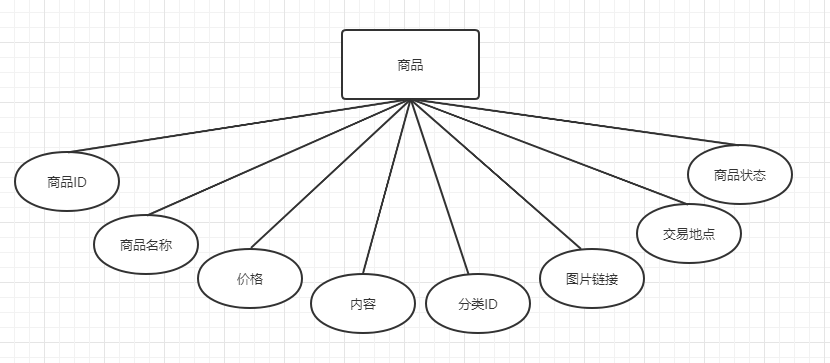 商品
商品ID
商品名称
价格
内容
分类ID
图片链接
交易地点
商品状态